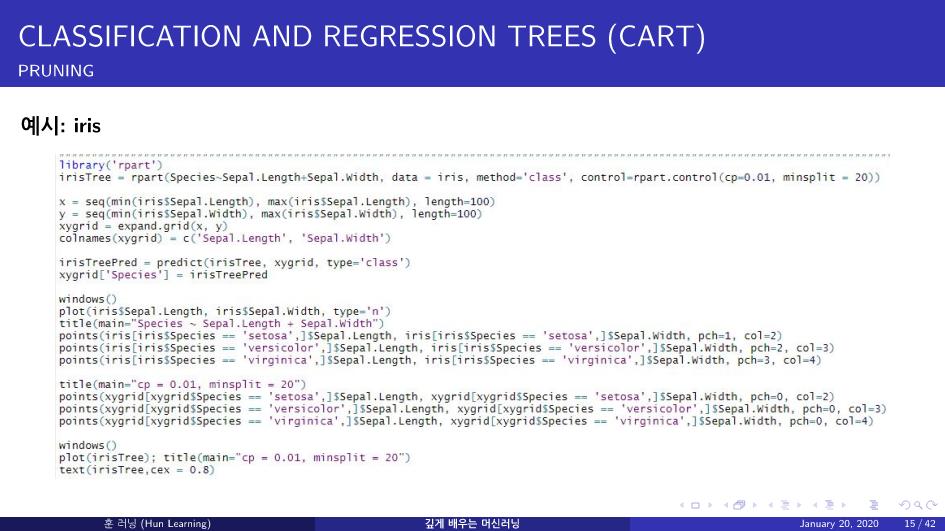 CLASSIFICATION AND REGRESSION TREES (CART)
PRUNING
예시: iris
library('rpart')
irisTree = rpart(Species~Sepal.Length+Sepal.Width, data = iris, method='class', control=rpart.control(cp=0.01, minsplit = 20))
x = seq(min(iris$Sepal.Length), max(iris$Sepal.Length), length=100)
y = seq(min(iris$Sepal.Width), max(iris$Sepal.Width), length=100)
xygrid = expand.grid(x, y)
colnames(xygrid) = c('Sepal.Length', 'Sepal.Width')
irisTreePred = predict(irisTree, xygrid, type='class')
xygrid['Species'] = irisTreePred
windows()
plot(iris$Sepal.Length, iris$Sepal.Width, type='n')
title(main="Species ~ Sepal.Length + Sepal.Width")
points(iris[iris$Species == 'setosa',]$Sepal.Length, iris[iris$Species == 'setosa',]$Sepal.Width, pch=1, col=2)
points(iris[iris$Species == 'versicolor',]$Sepal.Length, iris[iris$Species == 'versicolor',]$Sepal.Width, pch=2, col=3)
points(iris[iris$Species == 'virginica',]$Sepal.Length, iris[iris$Species == 'virginica',]$Sepal.Width, pch=3, col=4)
title(main="cp = 0.01, minsplit = 20")
points(xygrid[xygrid$Species == 'setosa',]$Sepal.Length, xygrid[xygrid$Species == 'setosa',]$Sepal.Width, pch=0, col=2)
points(xygrid[xygrid$Species == 'versicolor',]$Sepal.Length, xygrid[xygrid$Species == 'versicolor',]$Sepal.Width, pch=0, col=3)
points(xygrid[xygrid$Species == 'virginica',]$Sepal.Length, xygrid[xygrid$Species == 'virginica',]$Sepal.Width, pch=0, col=4)
windows()
plot(irisTree); title(main="cp = 0.01, minsplit = 20")
text(irisTree,cex = 0.8)
훈 러닝 (Hun Learning) 깊게 배우는 머신러닝 January 20, 2020 15 / 42